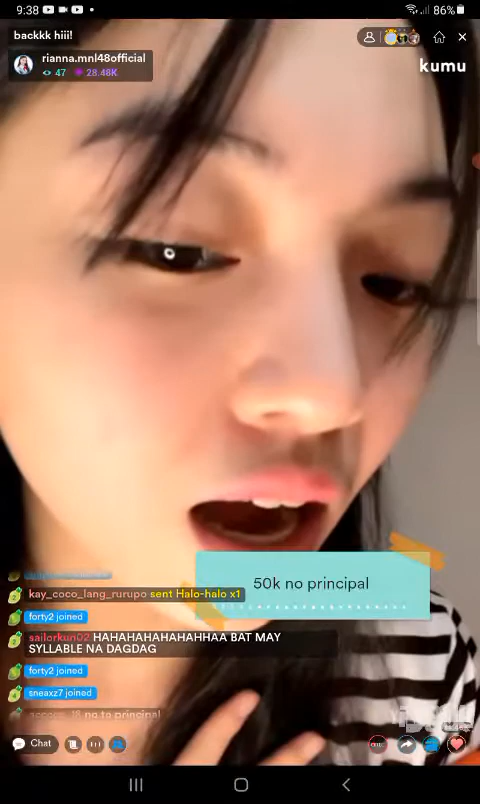 9:38
86%
backkk hiii!
rianna.mnl48official
47
28.48K
kumu
50k no principal
kay_coco_lang_rurupo sent Halo-halo x1
forty2 joined
sailorkun02 HAHAHAHAHAHAHHAA BAT MAY
SYLLABLE NA DAGDAG
forty2 joined
sneaxz7 joined
no to principal
Chat